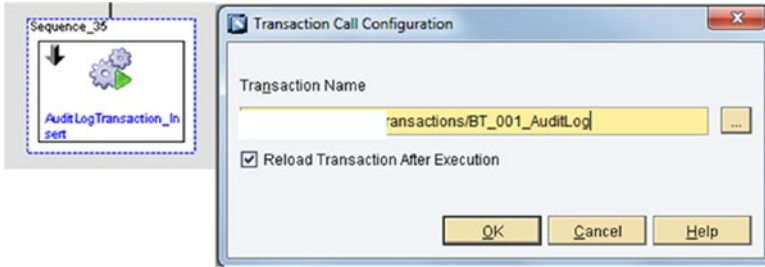 Sequence_35
AuditLogTransaction_In
sert
Transaction Call Configuration
Transaction Name
ransactions/BT_001_AuditLog
...
Reload Transaction After Execution
OK
Cancel
Help